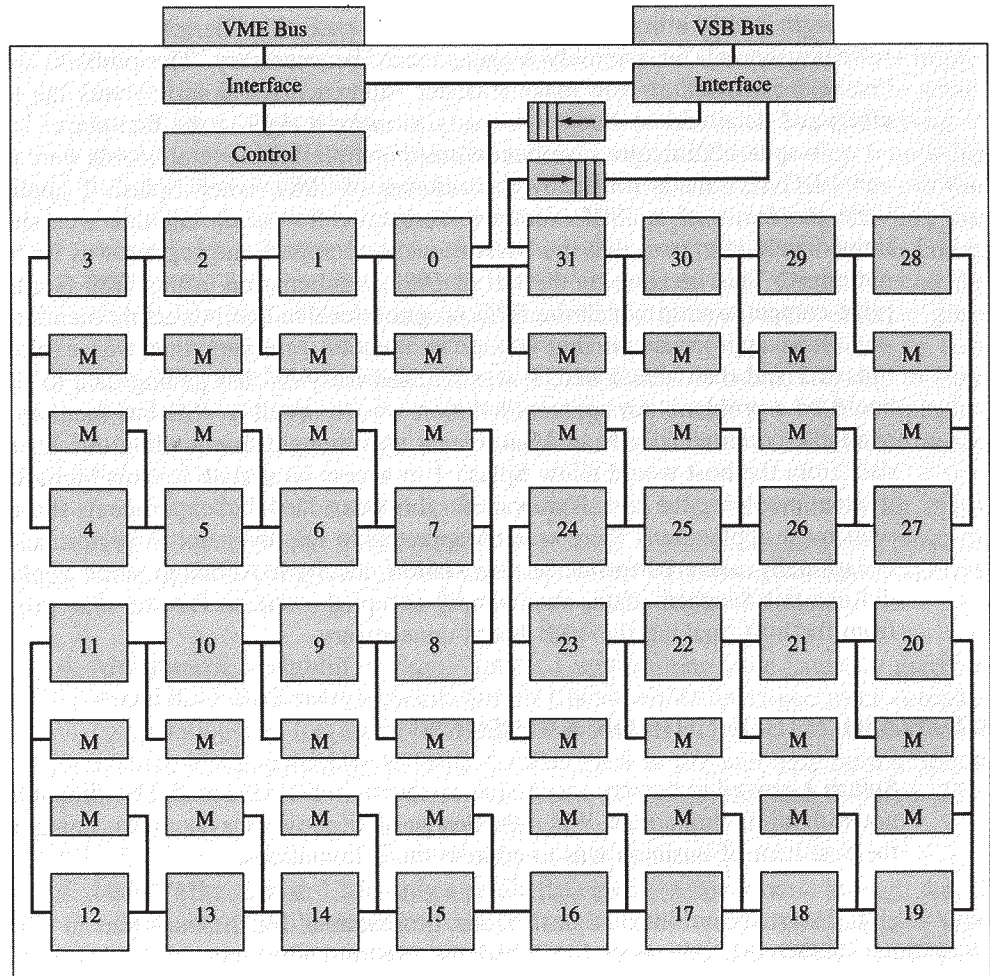 VME Bus VSB Bus
Interface Interface
Control
3 2 1 0 31 30 29 28
M M M M M M M M
M M M M M M M M
4 5 6 7 24 25 26 27
11 10 9 8 23 22 21 20
M M M M M M M M
M M M M M M M M
12 13 14 15 16 17 18 19